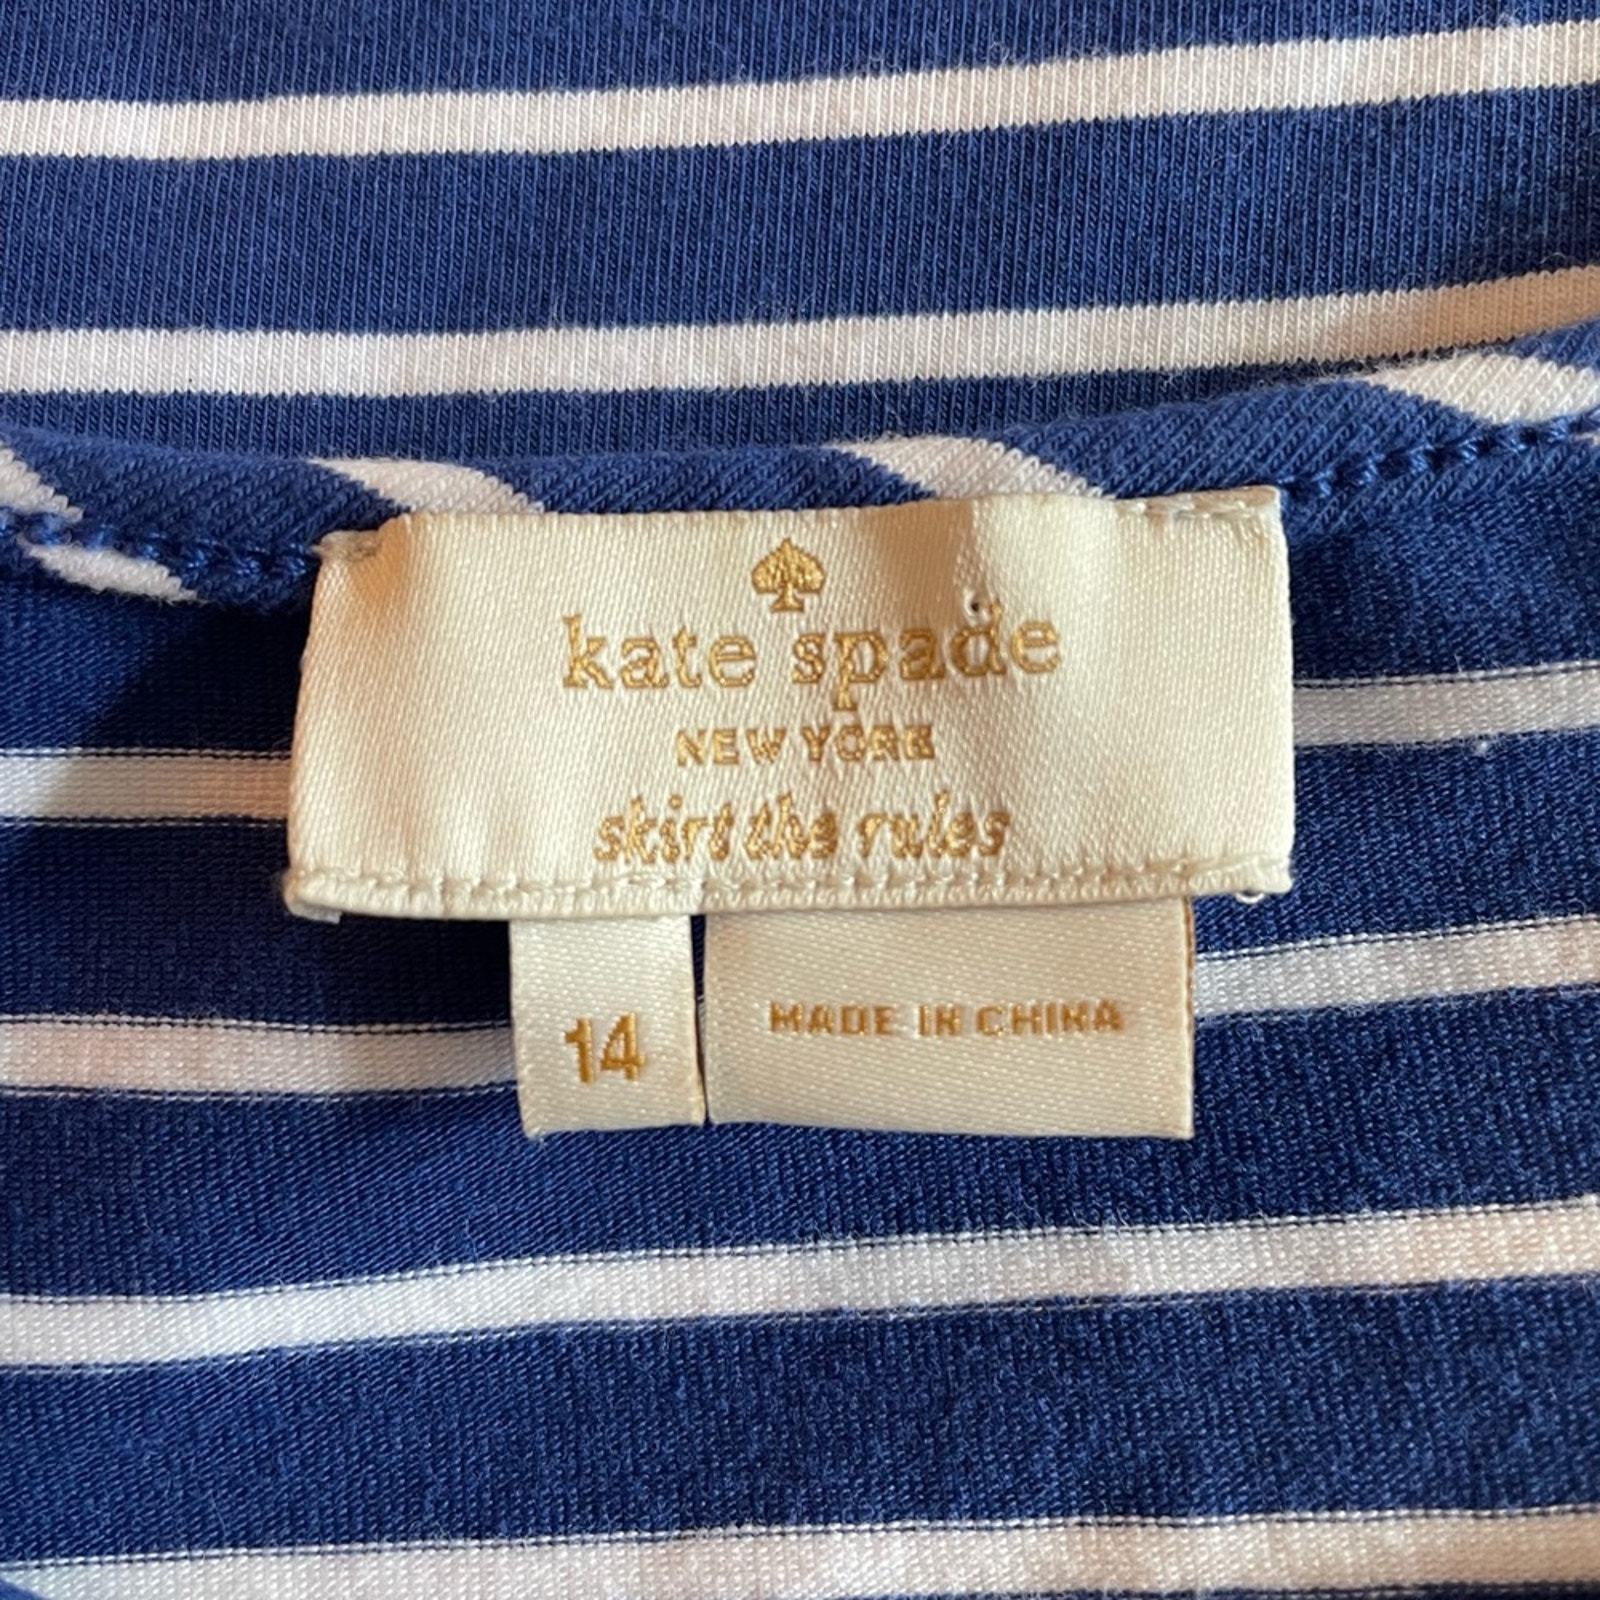 kate spade
NEW YORK
skirt the rules
14
MADE IN CHINA